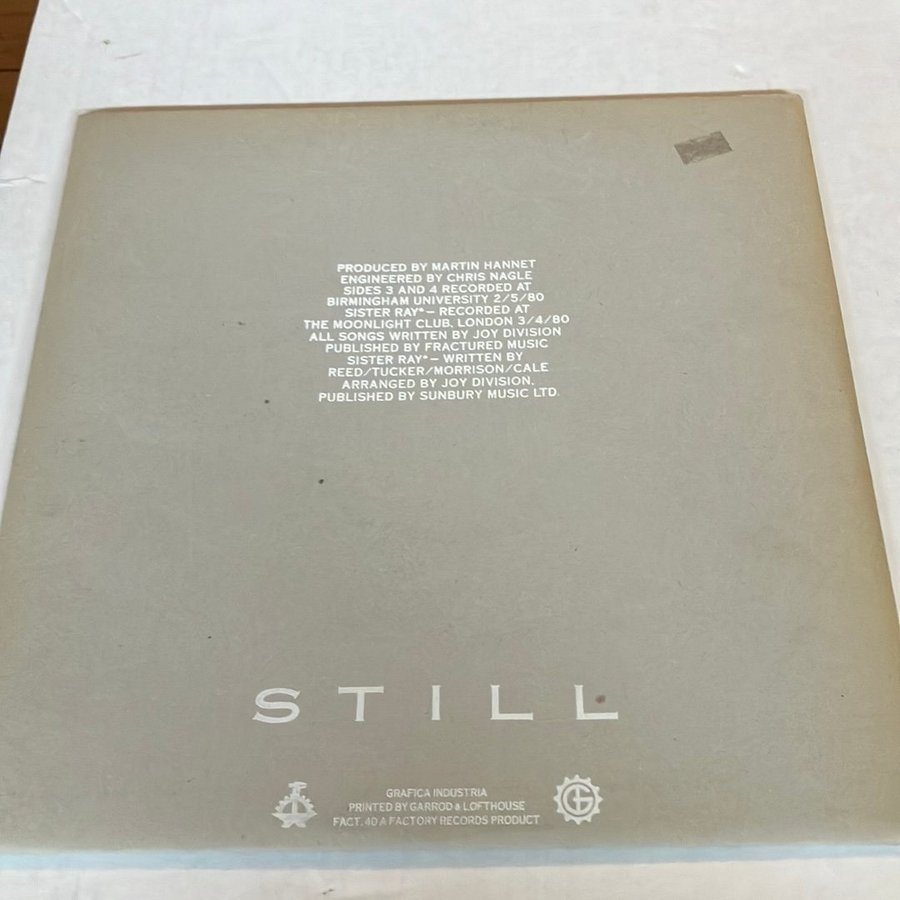 PRODUCED BY MARTIN HANNET
ENGINEERED BY CHRIS NAGLE
SIDES 3 AND 4 RECORDED AT
BIRMINGHAM UNIVERSITY 2/5/80
SISTER RAY*— RECORDED AT
THE MOONLIGHT CLUB, LONDON 3/4/80
ALL SONGS WRITTEN BY JOY DIVISION
PUBLISHED BY FRACTURED MUSIC
SISTER RAY*— WRITTEN BY
REED/TUCKER/MORRISON/CALE
ARRANGED BY JOY DIVISION.
PUBLISHED BY SUNBURY MUSIC LTD.
STILL
GRAFICA INDUSTRIA
PRINTED BY GARROD & LOFTHOUSE
FACT. 40 A FACTORY RECORDS PRODUCT